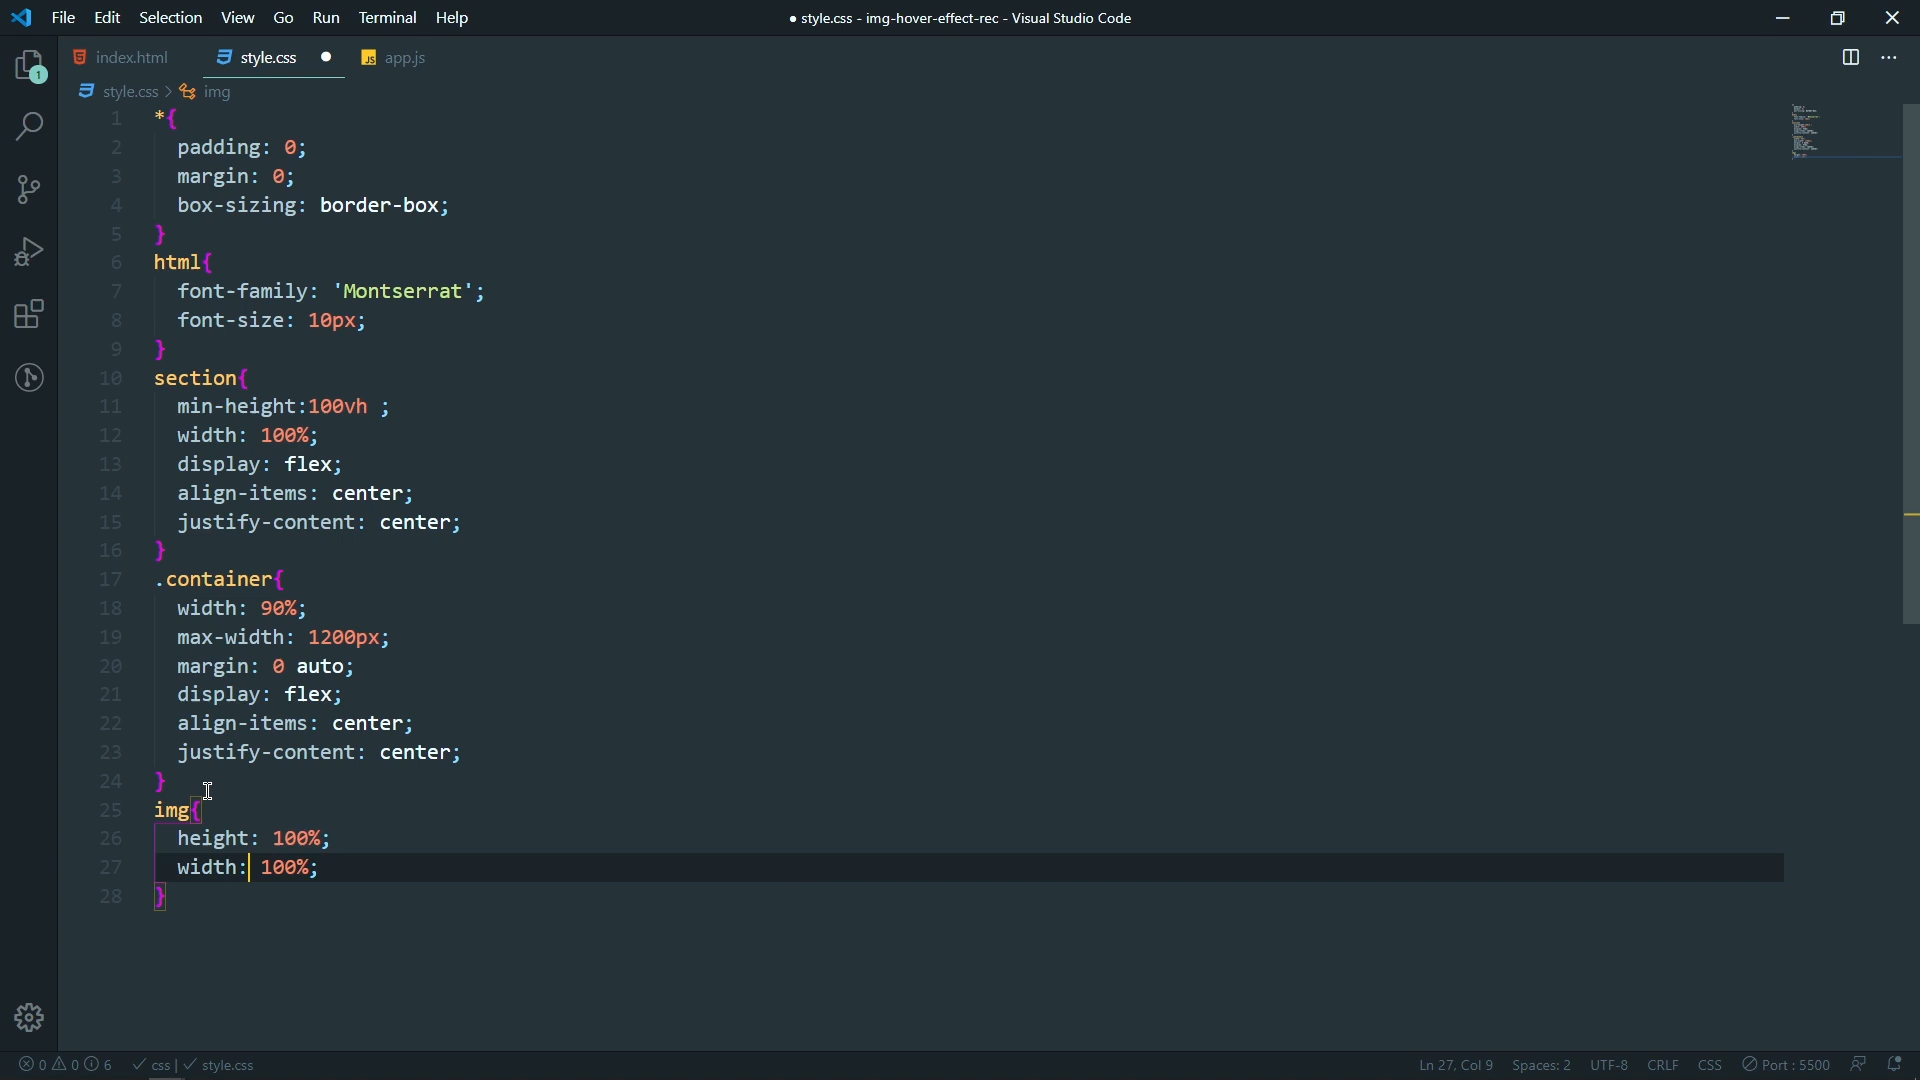 File Edit Selection View Go Run Terminal Help
● style.css - img-hover-effect-rec - Visual Studio Code
index.html style.css ● JS app.js
style.css > img
1 *{
2 padding: 0;
3 margin: 0;
4 box-sizing: border-box;
5 }
6 html{
7 font-family: 'Montserrat';
8 font-size: 10px;
9 }
10 section{
11 min-height:100vh ;
12 width: 100%;
13 display: flex;
14 align-items: center;
15 justify-content: center;
16 }
17 .container{
18 width: 90%;
19 max-width: 1200px;
20 margin: 0 auto;
21 display: flex;
22 align-items: center;
23 justify-content: center;
24 }
25 img{
26 height: 100%;
27 width: 100%;
28 }
1
0 0 6 ✓ css | ✓ style.css Ln 27, Col 9 Spaces: 2 UTF-8 CRLF CSS Port : 5500